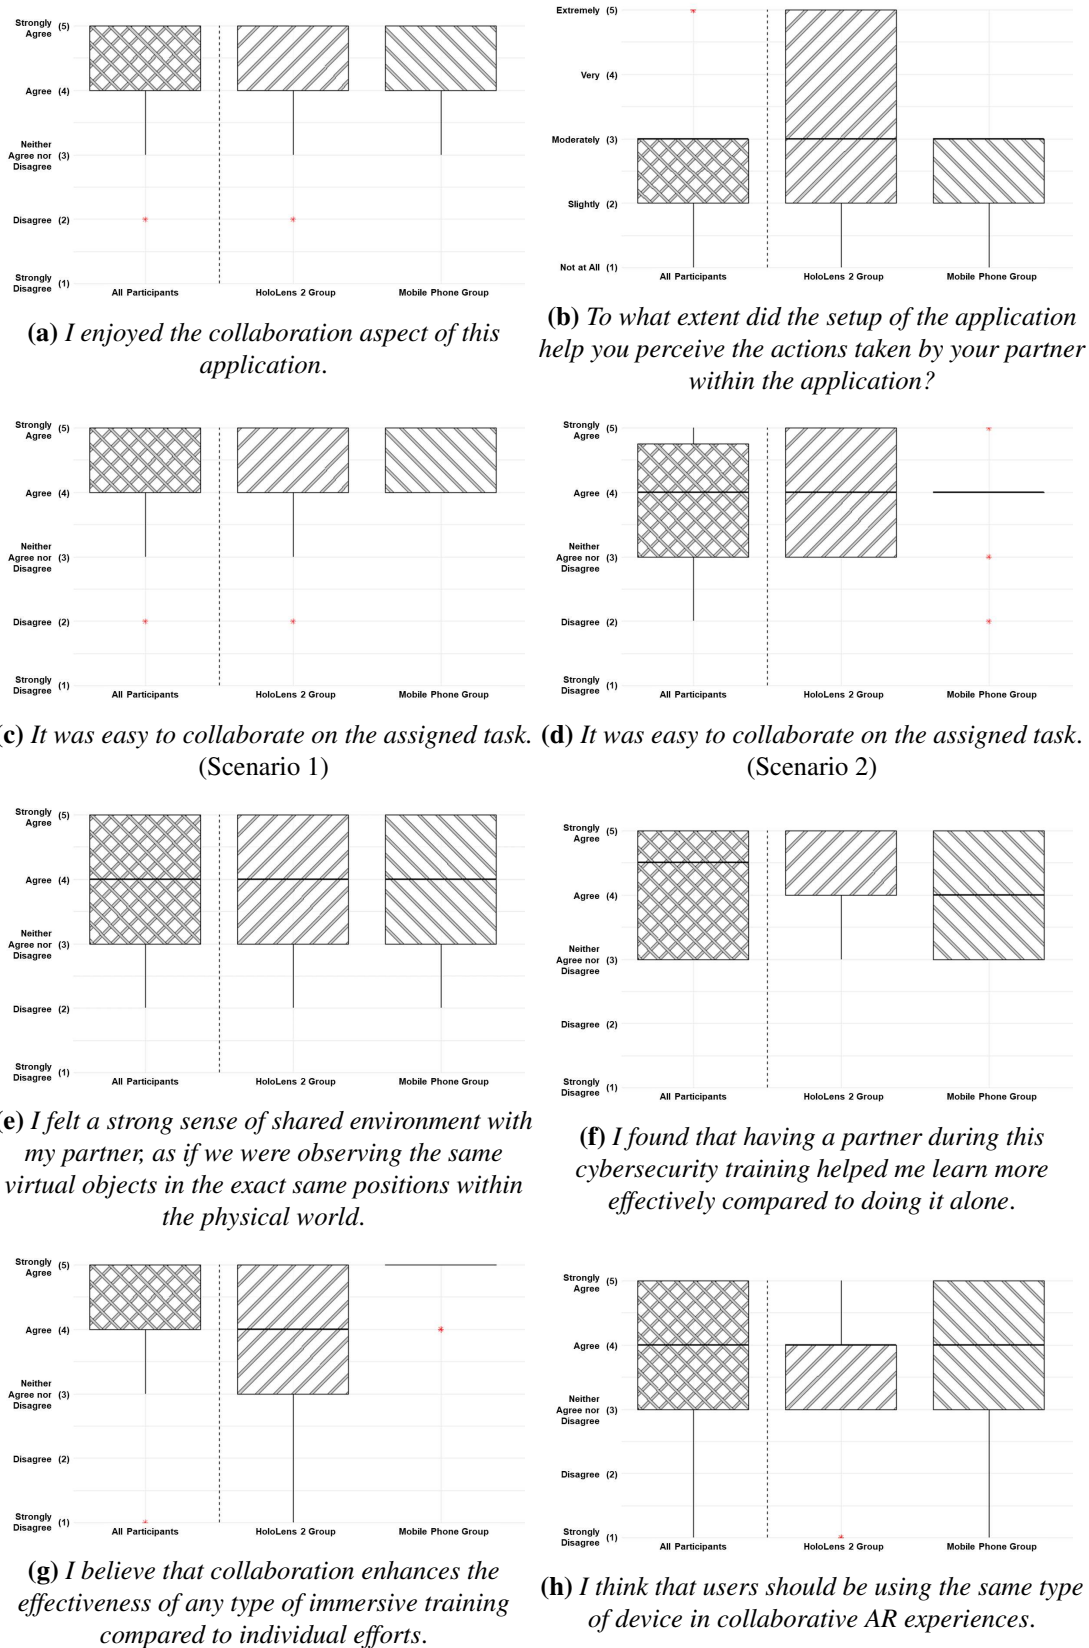 Strongly
Agree (5)
Agree (4)
Neither
Agree nor (3)
Disagree
Disagree (2)
Strongly
Disagree (1)
All Participants HoloLens 2 Group Mobile Phone Group
(a) I enjoyed the collaboration aspect of this
application.
Extremely (5)
Very (4)
Moderately (3)
Slightly (2)
Not at All (1)
All Participants HoloLens 2 Group Mobile Phone Group
(b) To what extent did the setup of the application
help you perceive the actions taken by your partner
within the application?
Strongly
Agree (5)
Agree (4)
Neither
Agree nor (3)
Disagree
Disagree (2)
Strongly
Disagree (1)
All Participants HoloLens 2 Group Mobile Phone Group
(c) It was easy to collaborate on the assigned task.
(Scenario 1)
Strongly
Agree (5)
Agree (4)
Neither
Agree nor (3)
Disagree
Disagree (2)
Strongly
Disagree (1)
All Participants HoloLens 2 Group Mobile Phone Group
(d) It was easy to collaborate on the assigned task.
(Scenario 2)
Strongly
Agree (5)
Agree (4)
Neither
Agree nor (3)
Disagree
Disagree (2)
Strongly
Disagree (1)
All Participants HoloLens 2 Group Mobile Phone Group
(e) I felt a strong sense of shared environment with
my partner, as if we were observing the same
virtual objects in the exact same positions within
the physical world.
Strongly
Agree (5)
Agree (4)
Neither
Agree nor (3)
Disagree
Disagree (2)
Strongly
Disagree (1)
All Participants HoloLens 2 Group Mobile Phone Group
(f) I found that having a partner during this
cybersecurity training helped me learn more
effectively compared to doing it alone.
Strongly
Agree (5)
Agree (4)
Neither
Agree nor (3)
Disagree
Disagree (2)
Strongly
Disagree (1)
All Participants HoloLens 2 Group Mobile Phone Group
(g) I believe that collaboration enhances the
effectiveness of any type of immersive training
compared to individual efforts.
Strongly
Agree (5)
Agree (4)
Neither
Agree nor (3)
Disagree
Disagree (2)
Strongly
Disagree (1)
All Participants HoloLens 2 Group Mobile Phone Group
(h) I think that users should be using the same type
of device in collaborative AR experiences.